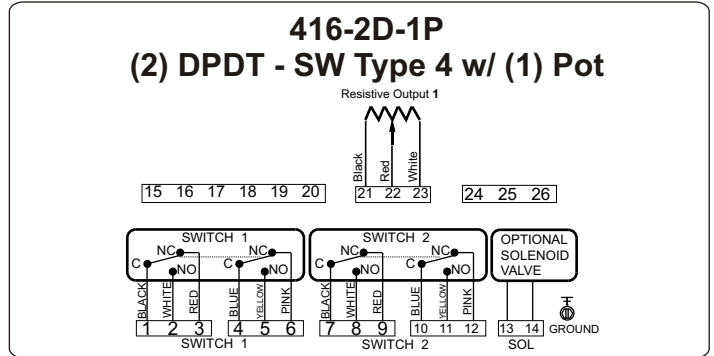 416-2D-1P
(2) DPDT - SW Type 4 w/ (1) Pot
Resistive Output 1
Black Red White
15 16 17 18 19 20
21 22 23
24 25 26
SWITCH 1
NC NC
C NO C NO
BLACK WHITE RED BLUE YELLOW PINK
1 2 3 4 5 6
SWITCH 1
SWITCH 2
NC NC
C NO C NO
BLACK WHITE RED BLUE YELLOW PINK
7 8 9 10 11 12
SWITCH 2
OPTIONAL
SOLENOID
VALVE
13 14
SOL
GROUND